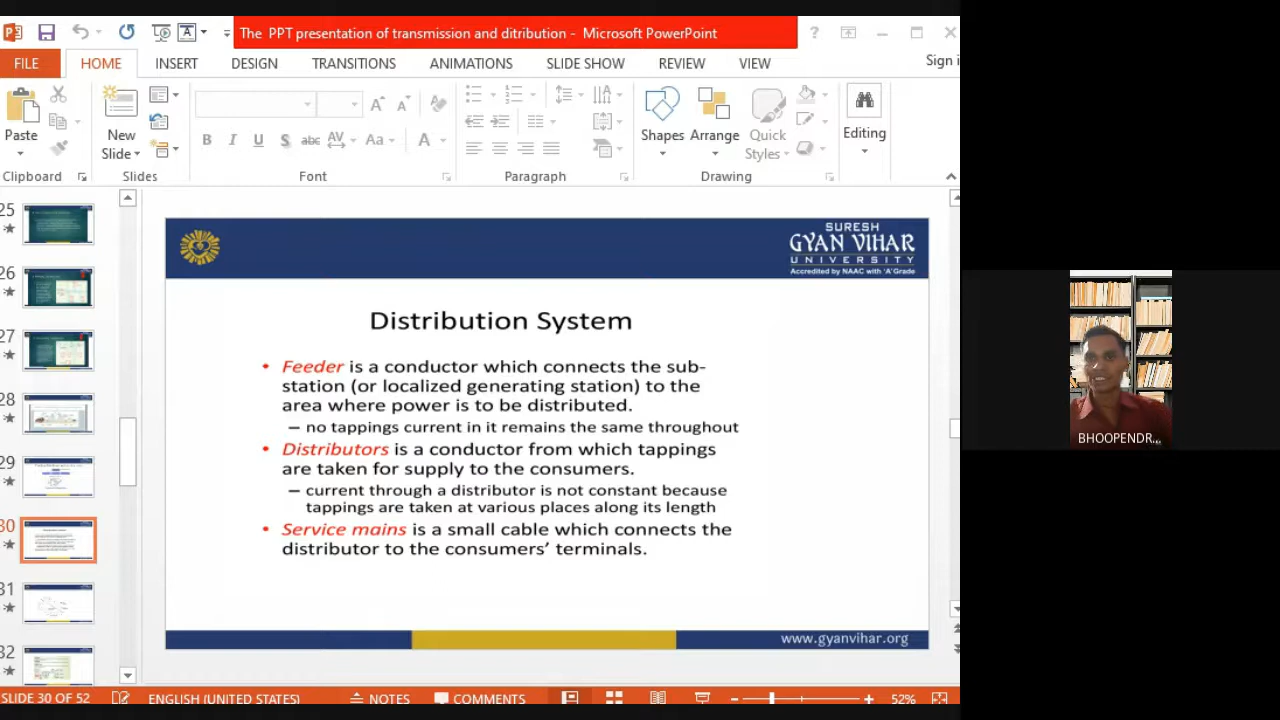 The PPT presentation of transmission and ditribution - Microsoft PowerPoint
?
FILE
HOME
INSERT
DESIGN
TRANSITIONS
ANIMATIONS
SLIDE SHOW
REVIEW
VIEW
Sign i
Paste
New
Slide
B I U S abc AV Aa A
Shapes
Arrange
Quick
Styles
Editing
Clipboard
Slides
Font
Paragraph
Drawing
25
26
27
28
29
30
31
32
SURESH
GYAN VIHAR
UNIVERSITY
Accredited by NAAC with 'A' Grade
Distribution System
• Feeder is a conductor which connects the sub-
station (or localized generating station) to the
area where power is to be distributed.
– no tappings current in it remains the same throughout
• Distributors is a conductor from which tappings
are taken for supply to the consumers.
– current through a distributor is not constant because
tappings are taken at various places along its length
• Service mains is a small cable which connects the
distributor to the consumers’ terminals.
www.gyanvihar.org
BHOOPENDR...
SLIDE 30 OF 52
ENGLISH (UNITED STATES)
NOTES
COMMENTS
52%